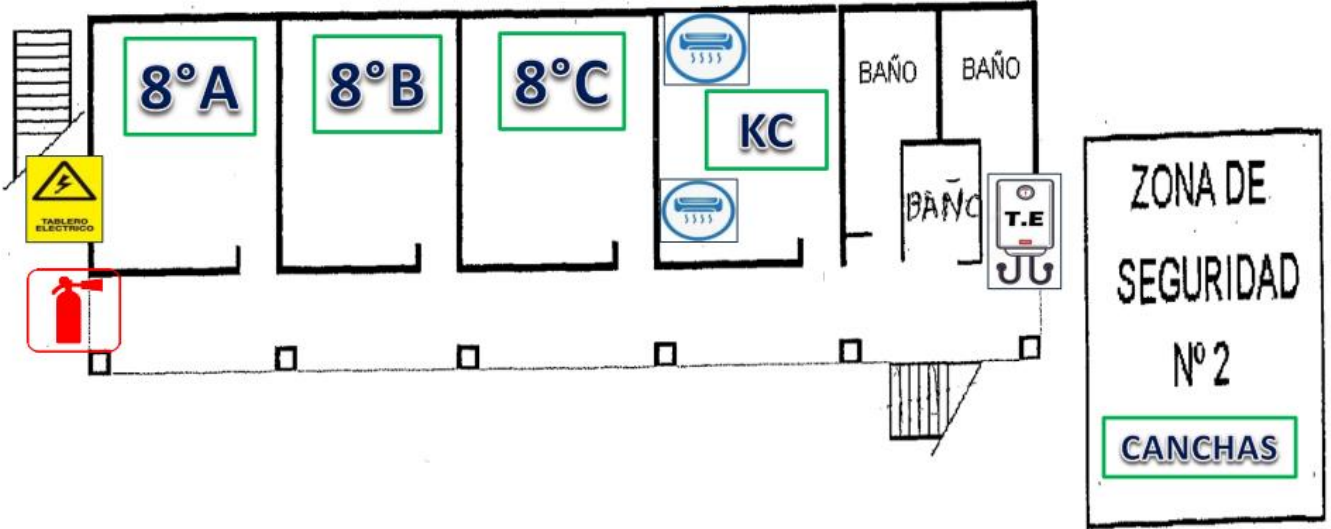 8°A
8°B
8°C
KC
BAÑO
BAÑO
BAÑO
TABLERO
ELECTRICO
T.E
ZONA DE
SEGURIDAD
Nº 2
CANCHAS